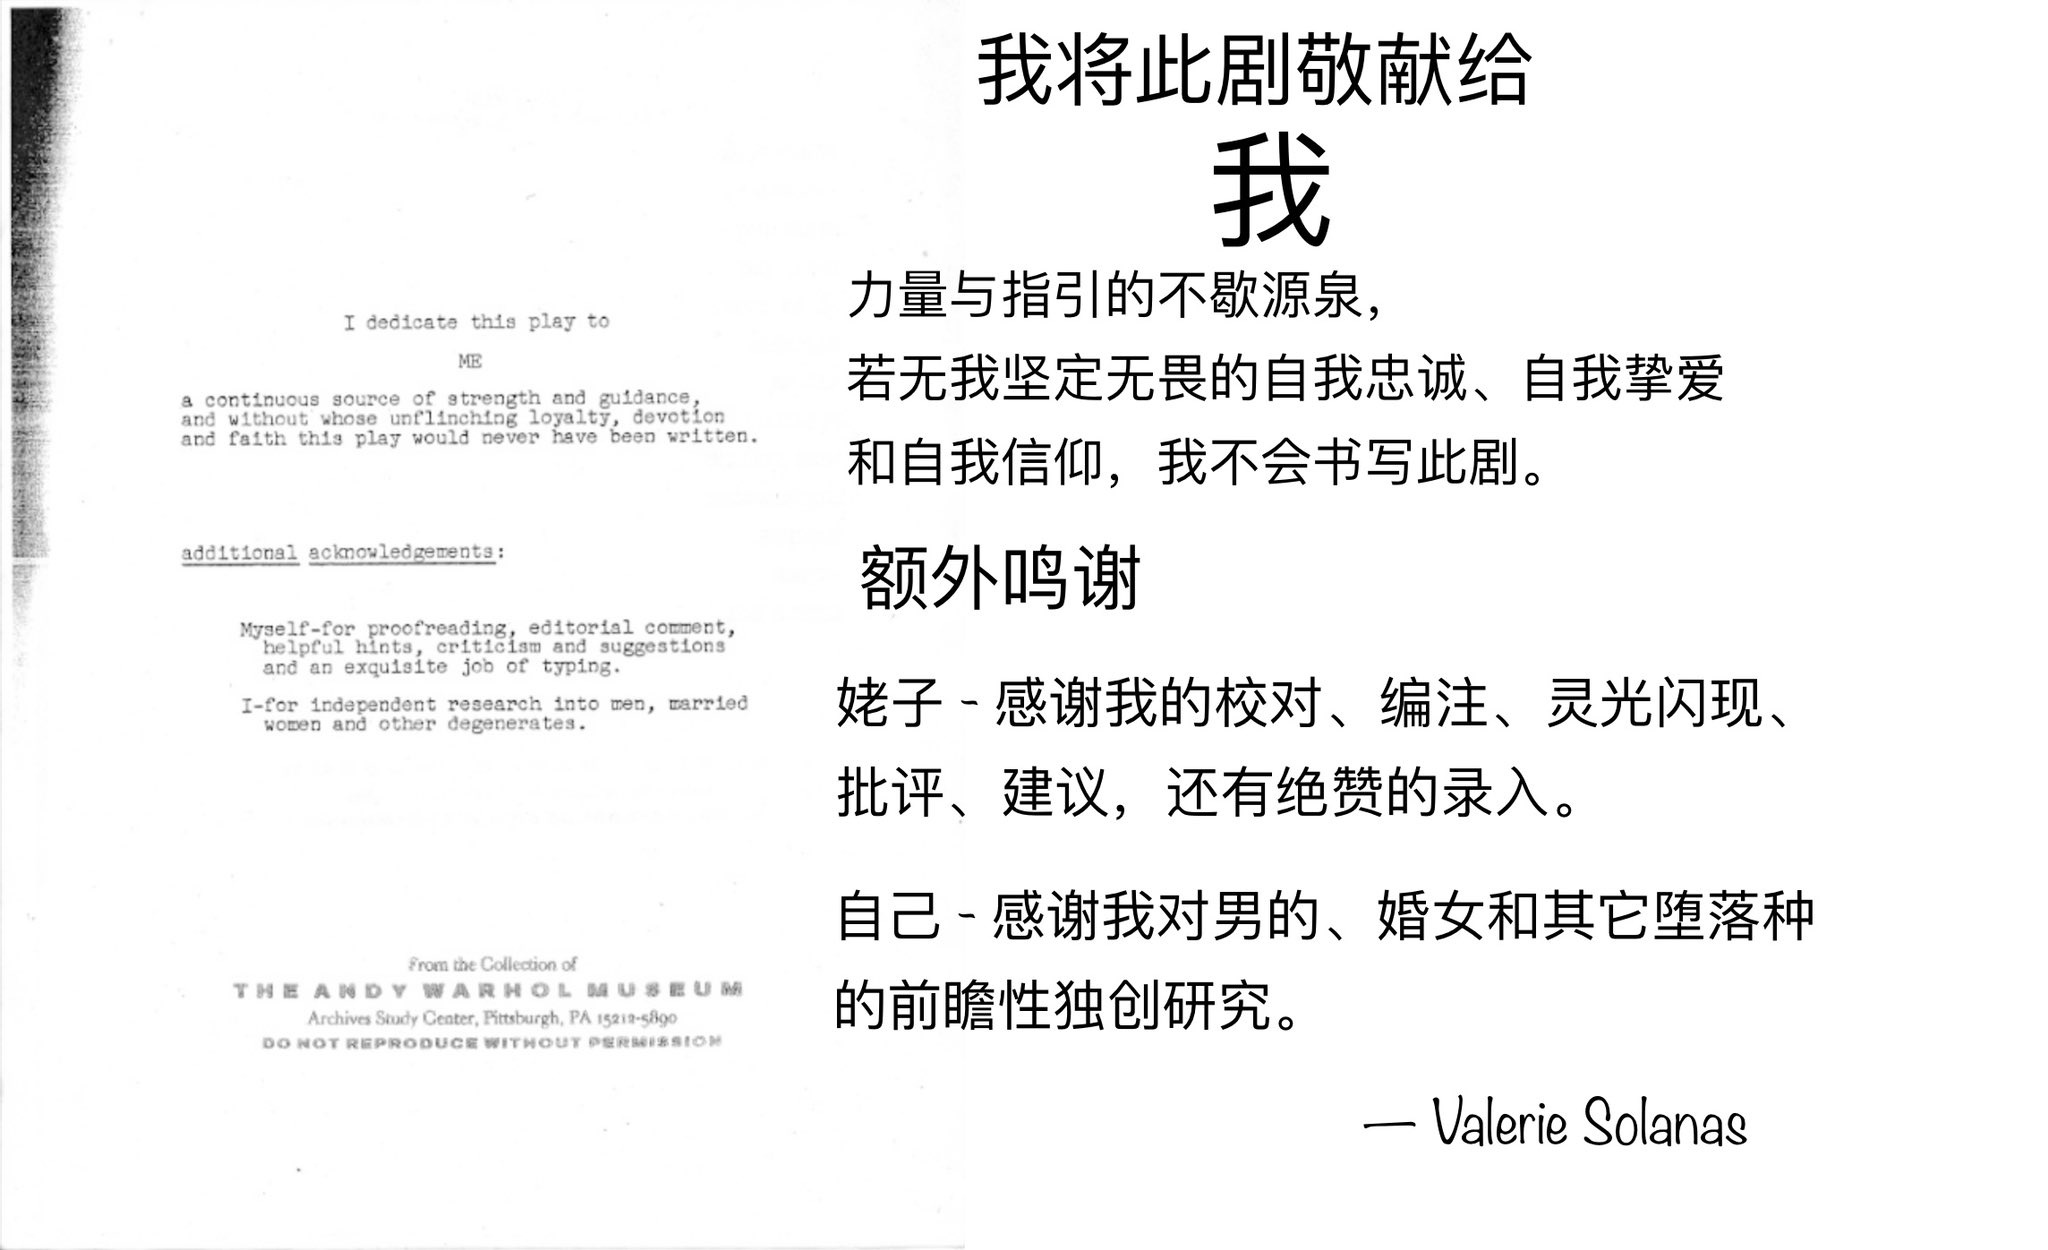 I dedicate this play to
ME
a continuous source of strength and guidance,
and without whose unflinching loyalty, devotion
and faith this play would never have been written.
additional acknowledgements:
Myself-for proofreading, editorial comment,
helpful hints, criticism and suggestions
and an exquisite job of typing.
I-for independent research into men, married
women and other degenerates.
From the Collection of
THE ANDY WARHOL MUSEUM
Archives Study Center, Pittsburgh, PA 15212-5890
DO NOT REPRODUCE WITHOUT PERMISSION
我将此剧敬献给
我
力量与指引的不歇源泉，
若无我坚定无畏的自我忠诚、自我挚爱
和自我信仰，我不会书写此剧。
额外鸣谢
姥子 - 感谢我的校对、编注、灵光闪现、
批评、建议，还有绝赞的录入。
自己 - 感谢我对男的、婚女和其它堕落种
的前瞻性独创研究。
— Valerie Solanas